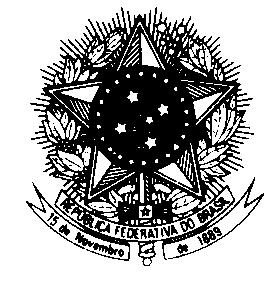 REPÚBLICA FEDERATIVA DO BRASIL
15 de Novembro de 1889